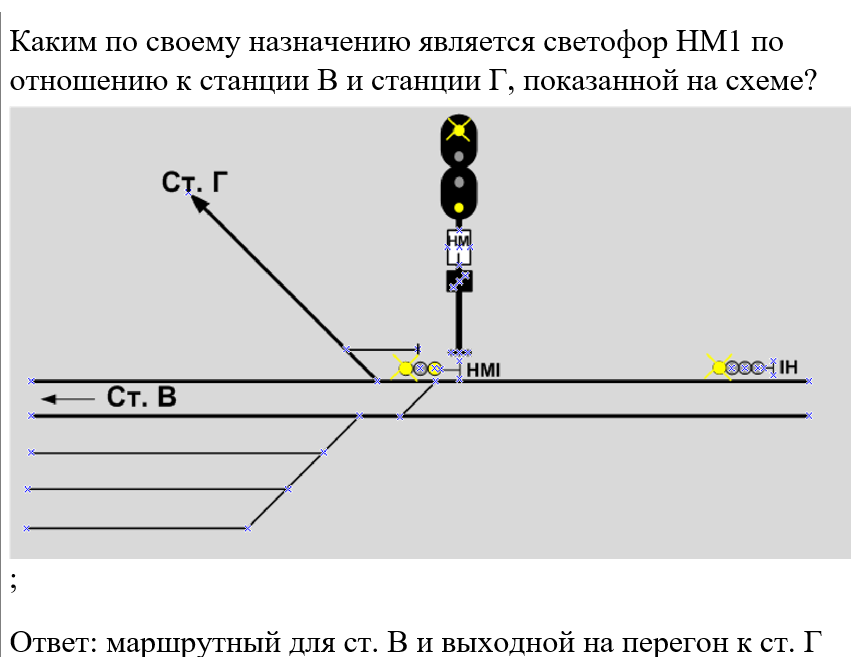 Каким по своему назначению является светофор НМ1 по
отношению к станции В и станции Г, показанной на схеме?
Ст. Г
НМ
I
НМI
IН
Ст. В
;
Ответ: маршрутный для ст. В и выходной на перегон к ст. Г